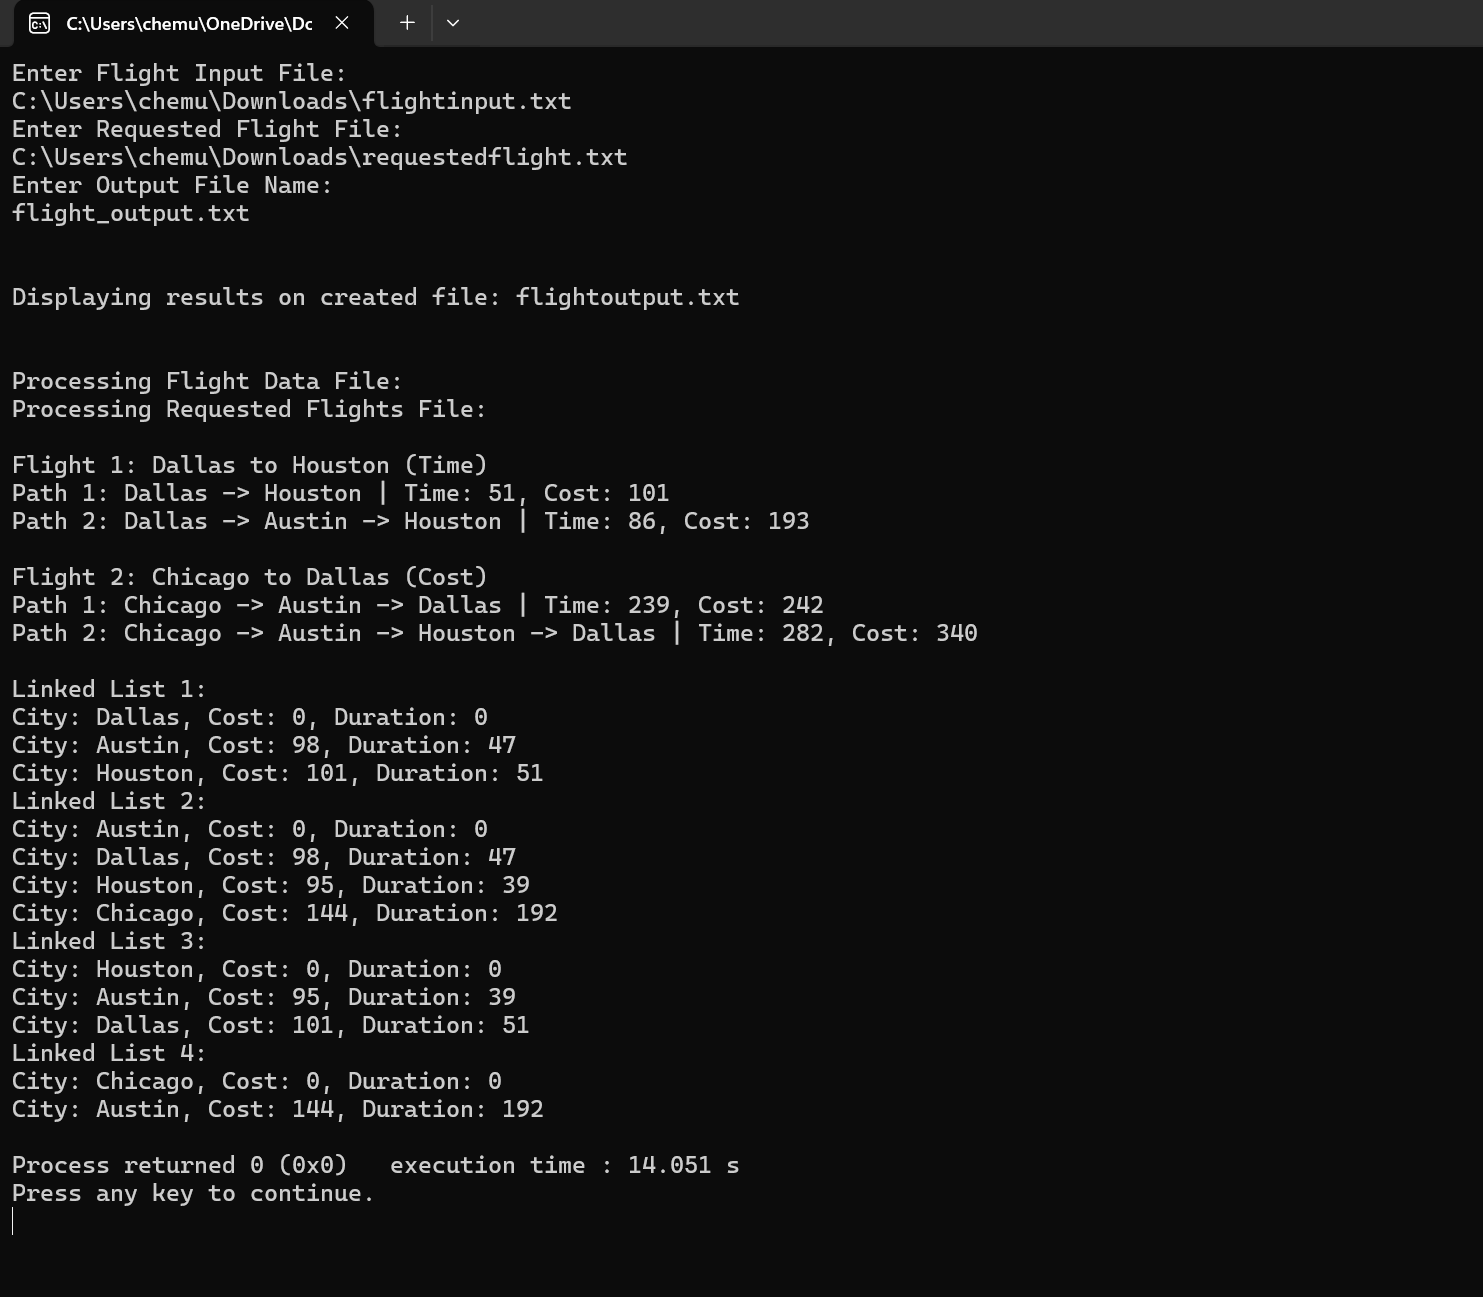 C:\Users\chemu\OneDrive\Dc
Enter Flight Input File:
C:\Users\chemu\Downloads\flightinput.txt
Enter Requested Flight File:
C:\Users\chemu\Downloads\requestedflight.txt
Enter Output File Name:
flight_output.txt
Displaying results on created file: flightoutput.txt
Processing Flight Data File:
Processing Requested Flights File:
Flight 1: Dallas to Houston (Time)
Path 1: Dallas -> Houston | Time: 51, Cost: 101
Path 2: Dallas -> Austin -> Houston | Time: 86, Cost: 193
Flight 2: Chicago to Dallas (Cost)
Path 1: Chicago -> Austin -> Dallas | Time: 239, Cost: 242
Path 2: Chicago -> Austin -> Houston -> Dallas | Time: 282, Cost: 340
Linked List 1:
City: Dallas, Cost: 0, Duration: 0
City: Austin, Cost: 98, Duration: 47
City: Houston, Cost: 101, Duration: 51
Linked List 2:
City: Austin, Cost: 0, Duration: 0
City: Dallas, Cost: 98, Duration: 47
City: Houston, Cost: 95, Duration: 39
City: Chicago, Cost: 144, Duration: 192
Linked List 3:
City: Houston, Cost: 0, Duration: 0
City: Austin, Cost: 95, Duration: 39
City: Dallas, Cost: 101, Duration: 51
Linked List 4:
City: Chicago, Cost: 0, Duration: 0
City: Austin, Cost: 144, Duration: 192
Process returned 0 (0x0)   execution time : 14.051 s
Press any key to continue.